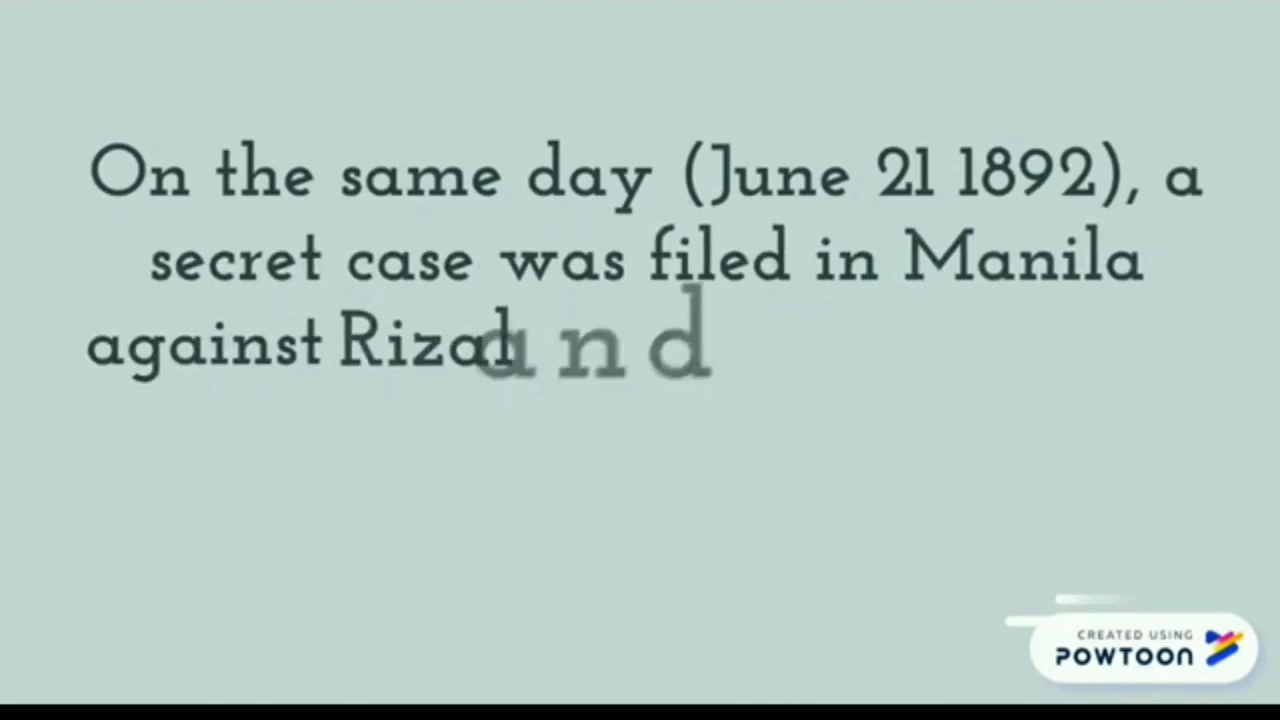 On the same day (June 21 1892), a
secret case was filed in Manila
against Rizal and
CREATED USING
POWTOON